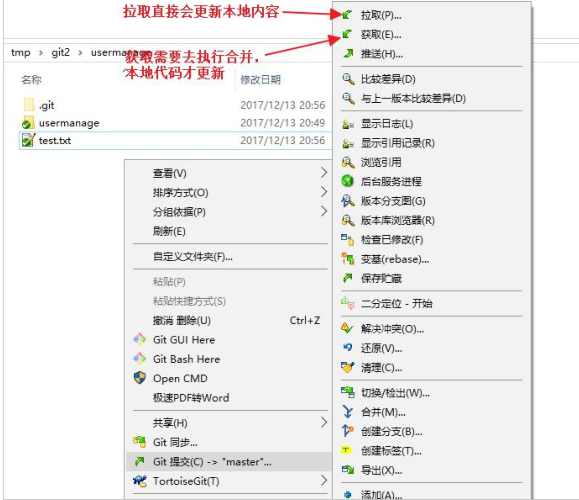 拉取直接会更新本地内容
获取需要去执行合并,
本地代码才更新
tmp › git2 › usermanage
名称
修改日期
.git
2017/12/13 20:56
usermanage
2017/12/13 20:49
test.txt
2017/12/13 20:56
查看(V)
排序方式(O)
分组依据(P)
刷新(E)
自定义文件夹(F)...
粘贴(P)
粘贴快捷方式(S)
撤消 删除(U) Ctrl+Z
Git GUI Here
Git Bash Here
Open CMD
极速PDF转Word
共享(H)
Git 同步...
Git 提交(C) -> "master"...
TortoiseGit(T)
拉取(P)...
获取(E)...
推送(H)...
比较差异(D)
与上一版本比较差异(D)
显示日志(L)
显示引用记录(R)
浏览引用
后台服务进程
版本分支图(G)
版本库浏览器(R)
检查已修改(F)
变基(rebase)...
保存贮藏
二分定位 - 开始
解决冲突(O)...
还原(V)...
清理(C)...
切换/检出(W)...
合并(M)...
创建分支(B)...
创建标签(T)...
导出(X)...
添加(A)...